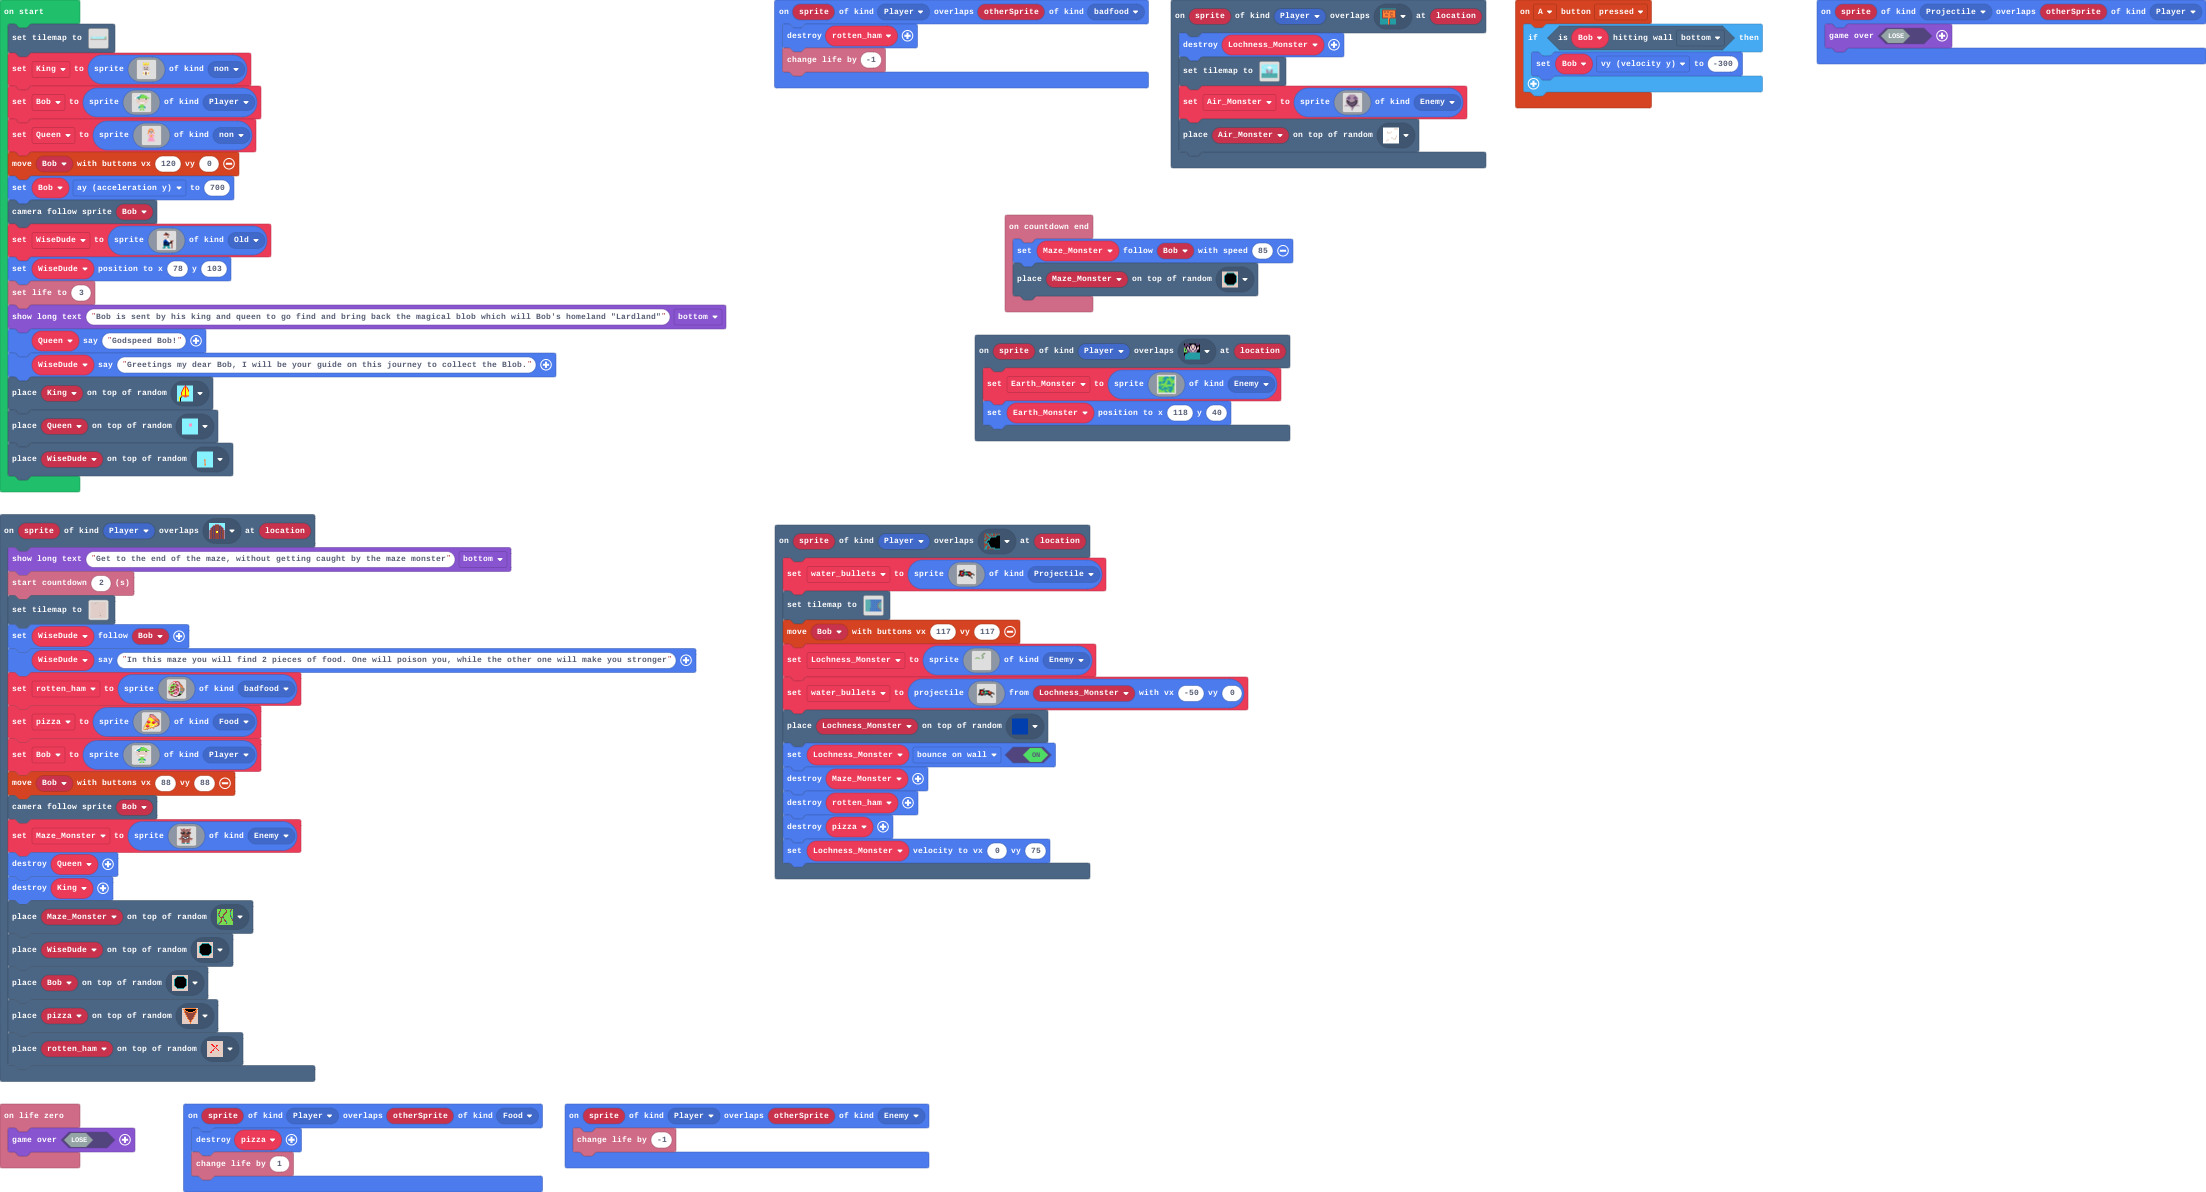 on start
set tilemap to
set King to sprite of kind non
set Bob to sprite of kind Player
set Queen to sprite of kind non
move Bob with buttons vx 120 vy 0
set Bob ay (acceleration y) to 700
camera follow sprite Bob
set WiseDude to sprite of kind Old
set WiseDude position to x 78 y 103
set life to 3
show long text "Bob is sent by his king and queen to go find and bring back the magical blob which will Bob's homeland "Lardland"" bottom
Queen say "Godspeed Bob!"
WiseDude say "Greetings my dear Bob, I will be your guide on this journey to collect the Blob."
place King on top of random
place Queen on top of random
place WiseDude on top of random
on sprite of kind Player overlaps otherSprite of kind badfood
destroy rotten_ham
change life by -1
on sprite of kind Player overlaps at location
destroy Lochness_Monster
set tilemap to
set Air_Monster to sprite of kind Enemy
place Air_Monster on top of random
on A button pressed
if is Bob hitting wall bottom then
set Bob vy (velocity y) to -300
on sprite of kind Projectile overlaps otherSprite of kind Player
game over LOSE
on countdown end
set Maze_Monster follow Bob with speed 85
place Maze_Monster on top of random
on sprite of kind Player overlaps at location
set Earth_Monster to sprite of kind Enemy
set Earth_Monster position to x 118 y 40
on sprite of kind Player overlaps at location
show long text "Get to the end of the maze, without getting caught by the maze monster" bottom
start countdown 2 (s)
set tilemap to
set WiseDude follow Bob
WiseDude say "In this maze you will find 2 pieces of food. One will poison you, while the other one will make you stronger"
set rotten_ham to sprite of kind badfood
set pizza to sprite of kind Food
set Bob to sprite of kind Player
move Bob with buttons vx 88 vy 88
camera follow sprite Bob
set Maze_Monster to sprite of kind Enemy
destroy Queen
destroy King
place Maze_Monster on top of random
place WiseDude on top of random
place Bob on top of random
place pizza on top of random
place rotten_ham on top of random
on sprite of kind Player overlaps at location
set water_bullets to sprite of kind Projectile
set tilemap to
move Bob with buttons vx 117 vy 117
set Lochness_Monster to sprite of kind Enemy
set water_bullets to projectile from Lochness_Monster with vx -50 vy 0
place Lochness_Monster on top of random
set Lochness_Monster bounce on wall ON
destroy Maze_Monster
destroy rotten_ham
destroy pizza
set Lochness_Monster velocity to vx 0 vy 75
on life zero
game over LOSE
on sprite of kind Player overlaps otherSprite of kind Food
destroy pizza
change life by 1
on sprite of kind Player overlaps otherSprite of kind Enemy
change life by -1